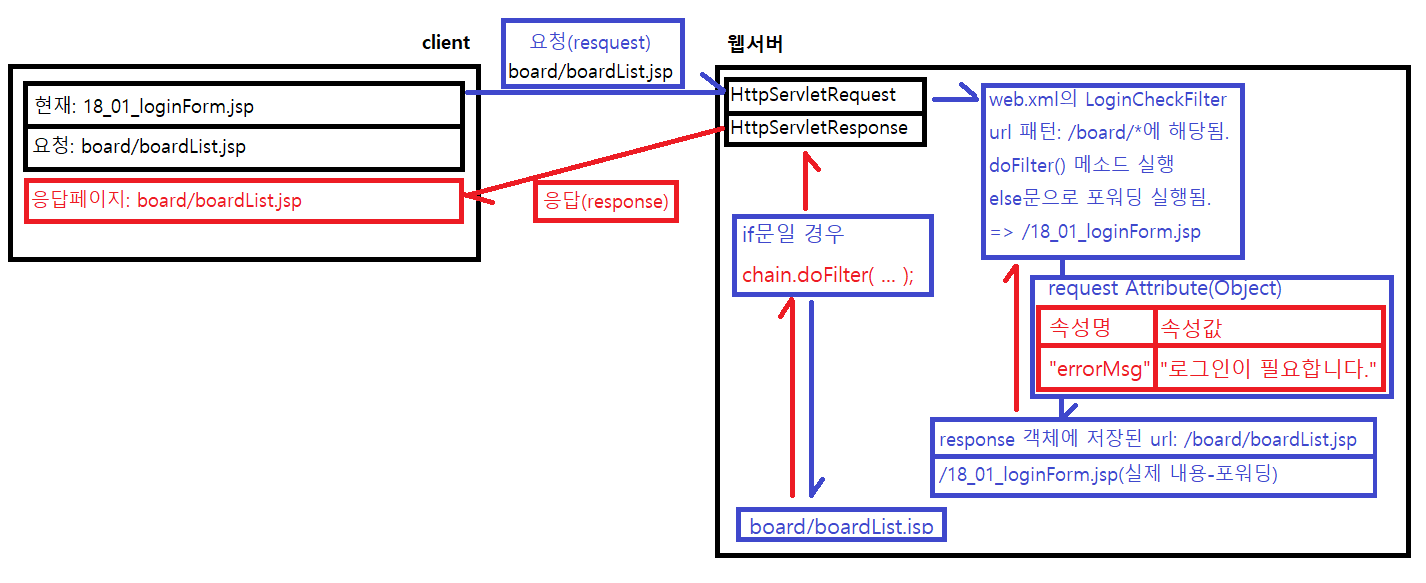 client
현재: 18_01_loginForm.jsp
요청: board/boardList.jsp
응답페이지: board/boardList.jsp
요청(resquest)
board/boardList.jsp
응답(response)
웹서버
HttpServletRequest
HttpServletResponse
if문일 경우
chain.doFilter( ... );
board/boardList.jsp
web.xml의 LoginCheckFilter
url 패턴: /board/*에 해당됨.
doFilter() 메소드 실행
else문으로 포워딩 실행됨.
=> /18_01_loginForm.jsp
request Attribute(Object)
속성명 속성값
"errorMsg" "로그인이 필요합니다."
response 객체에 저장된 url: /board/boardList.jsp
/18_01_loginForm.jsp(실제 내용-포워딩)